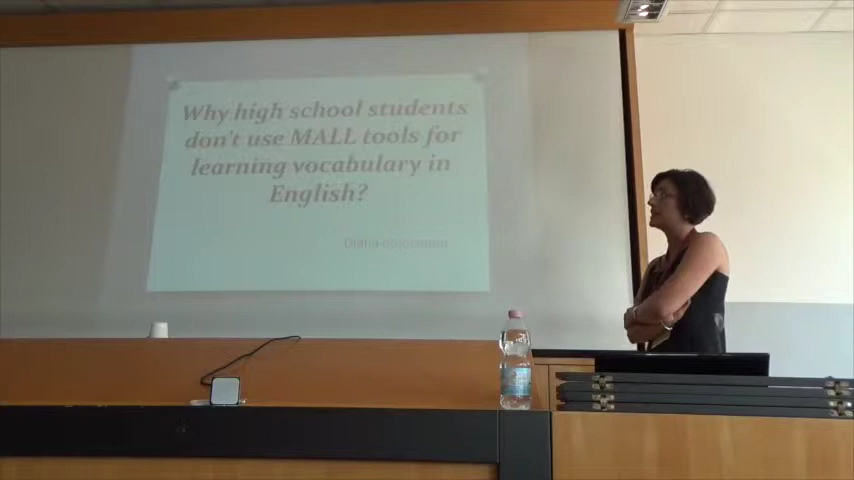 Why high school students
don't use MALL tools for
learning vocabulary in
English?